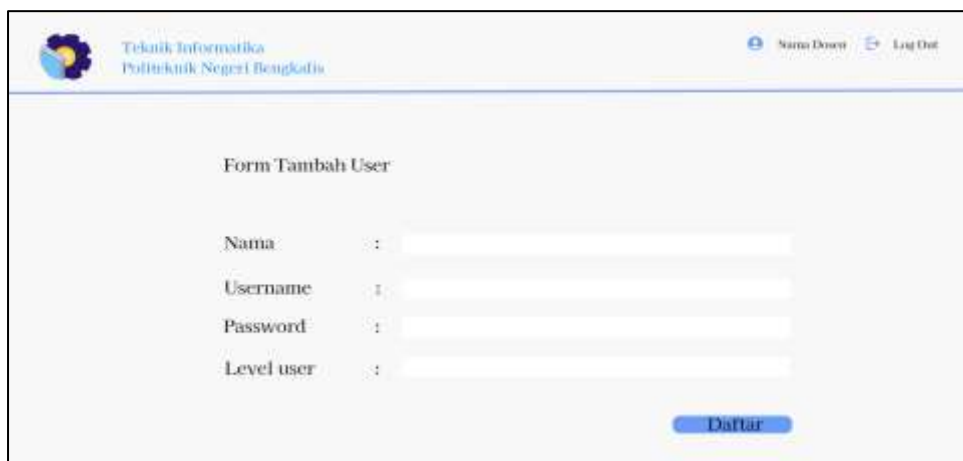 Teknik Informatika
Politeknik Negeri Bengkalis
Nama Dosen Log Out
Form Tambah User
Nama :
Username :
Password :
Level user :
Daftar